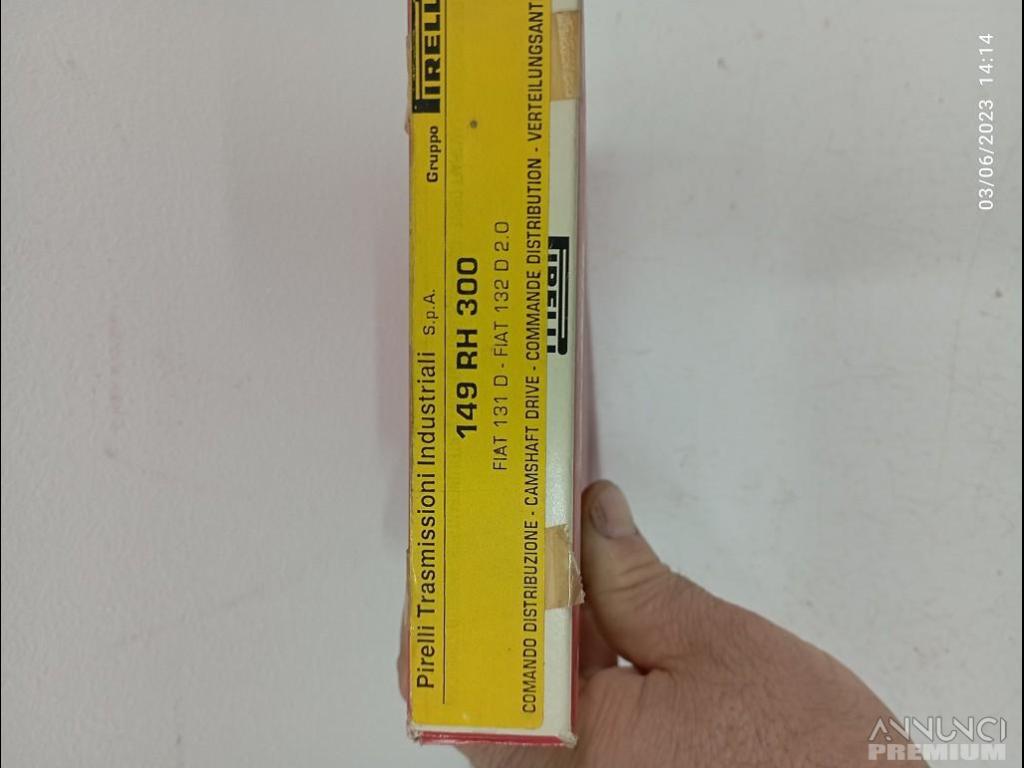 Pirelli Trasmissioni Industriali S.p.A. Gruppo PIRELLI
149 RH 300
FIAT 131 D - FIAT 132 D 2.0
COMANDO DISTRIBUZIONE - CAMSHAFT DRIVE - COMMANDE DISTRIBUTION - VERTEILUNGSANT
PIRELLI
03/06/2023 14:14
ANNUNCI
PREMIUM